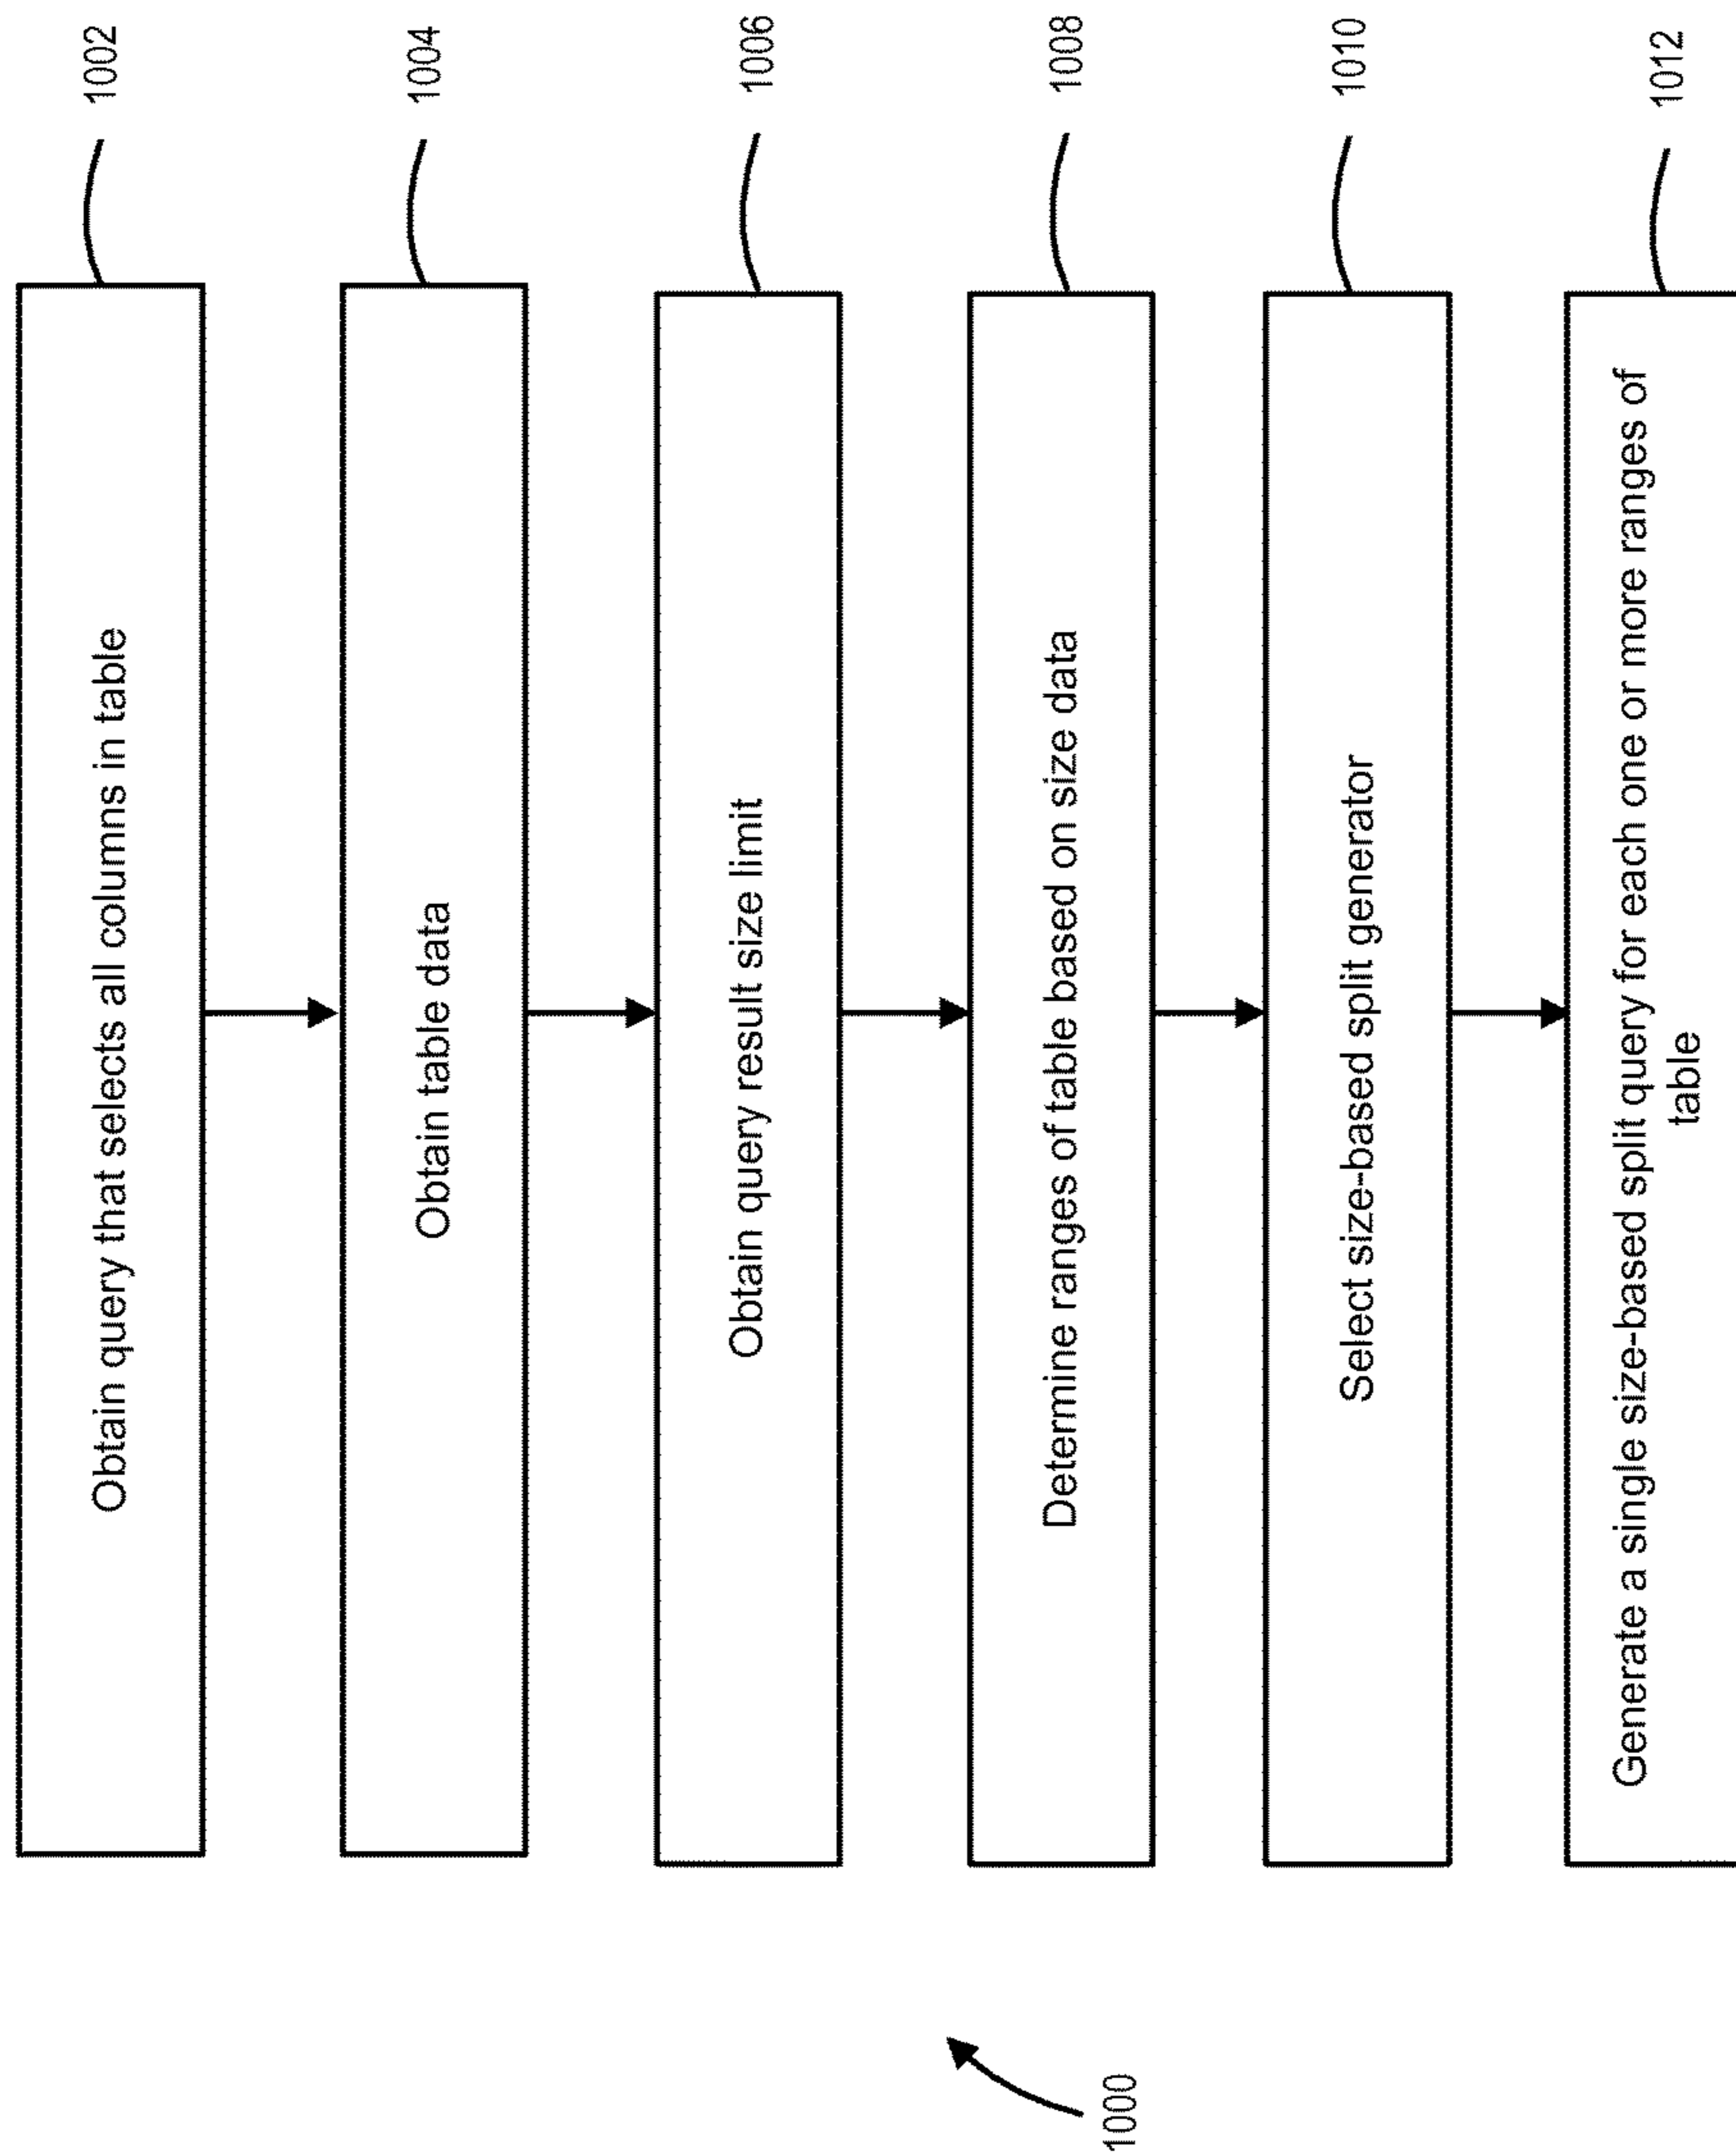 1002
Obtain query that selects all columns in table
1004
Obtain table data
1006
Obtain query result size limit
1008
Determine ranges of table based on size data
1010
Select size-based split generator
1012
Generate a single size-based split query for each one or more ranges of
table
1000